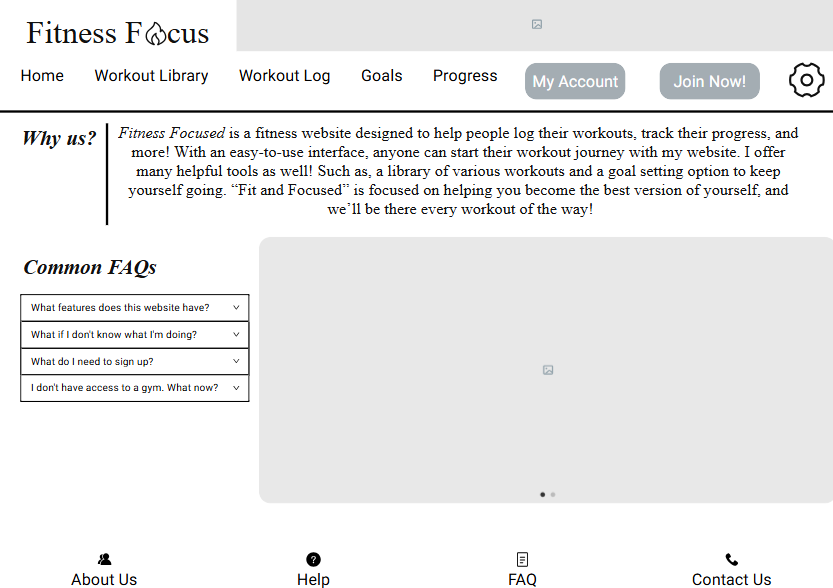 Fitness Focus
Home Workout Library Workout Log Goals Progress My Account Join Now!
Why us?
Fitness Focused is a fitness website designed to help people log their workouts, track their progress, and
more! With an easy-to-use interface, anyone can start their workout journey with my website. I offer
many helpful tools as well! Such as, a library of various workouts and a goal setting option to keep
yourself going. “Fit and Focused” is focused on helping you become the best version of yourself, and
we’ll be there every workout of the way!
Common FAQs
What features does this website have?
What if I don't know what I'm doing?
What do I need to sign up?
I don't have access to a gym. What now?
About Us Help FAQ Contact Us